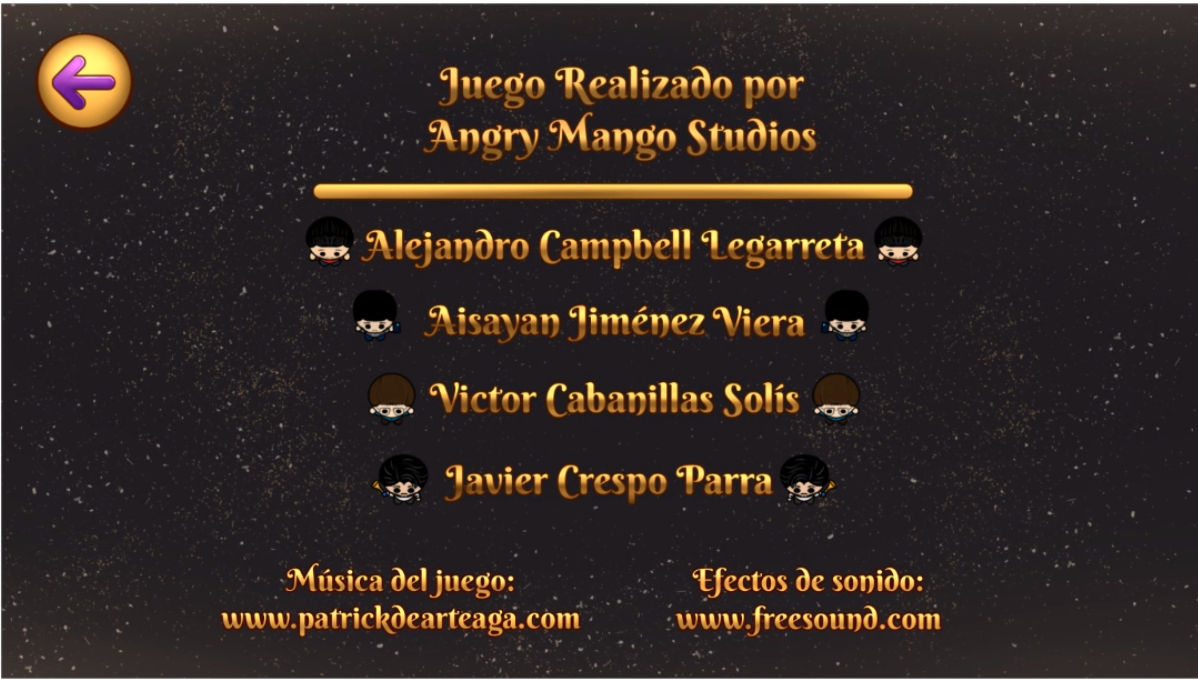 Juego Realizado por
Angry Mango Studios
Alejandro Campbell Legarreta
Aisayan Jiménez Viera
Victor Cabanillas Solís
Javier Crespo Parra
Música del juego:
www.patrickdearteaga.com
Efectos de sonido:
www.freesound.com